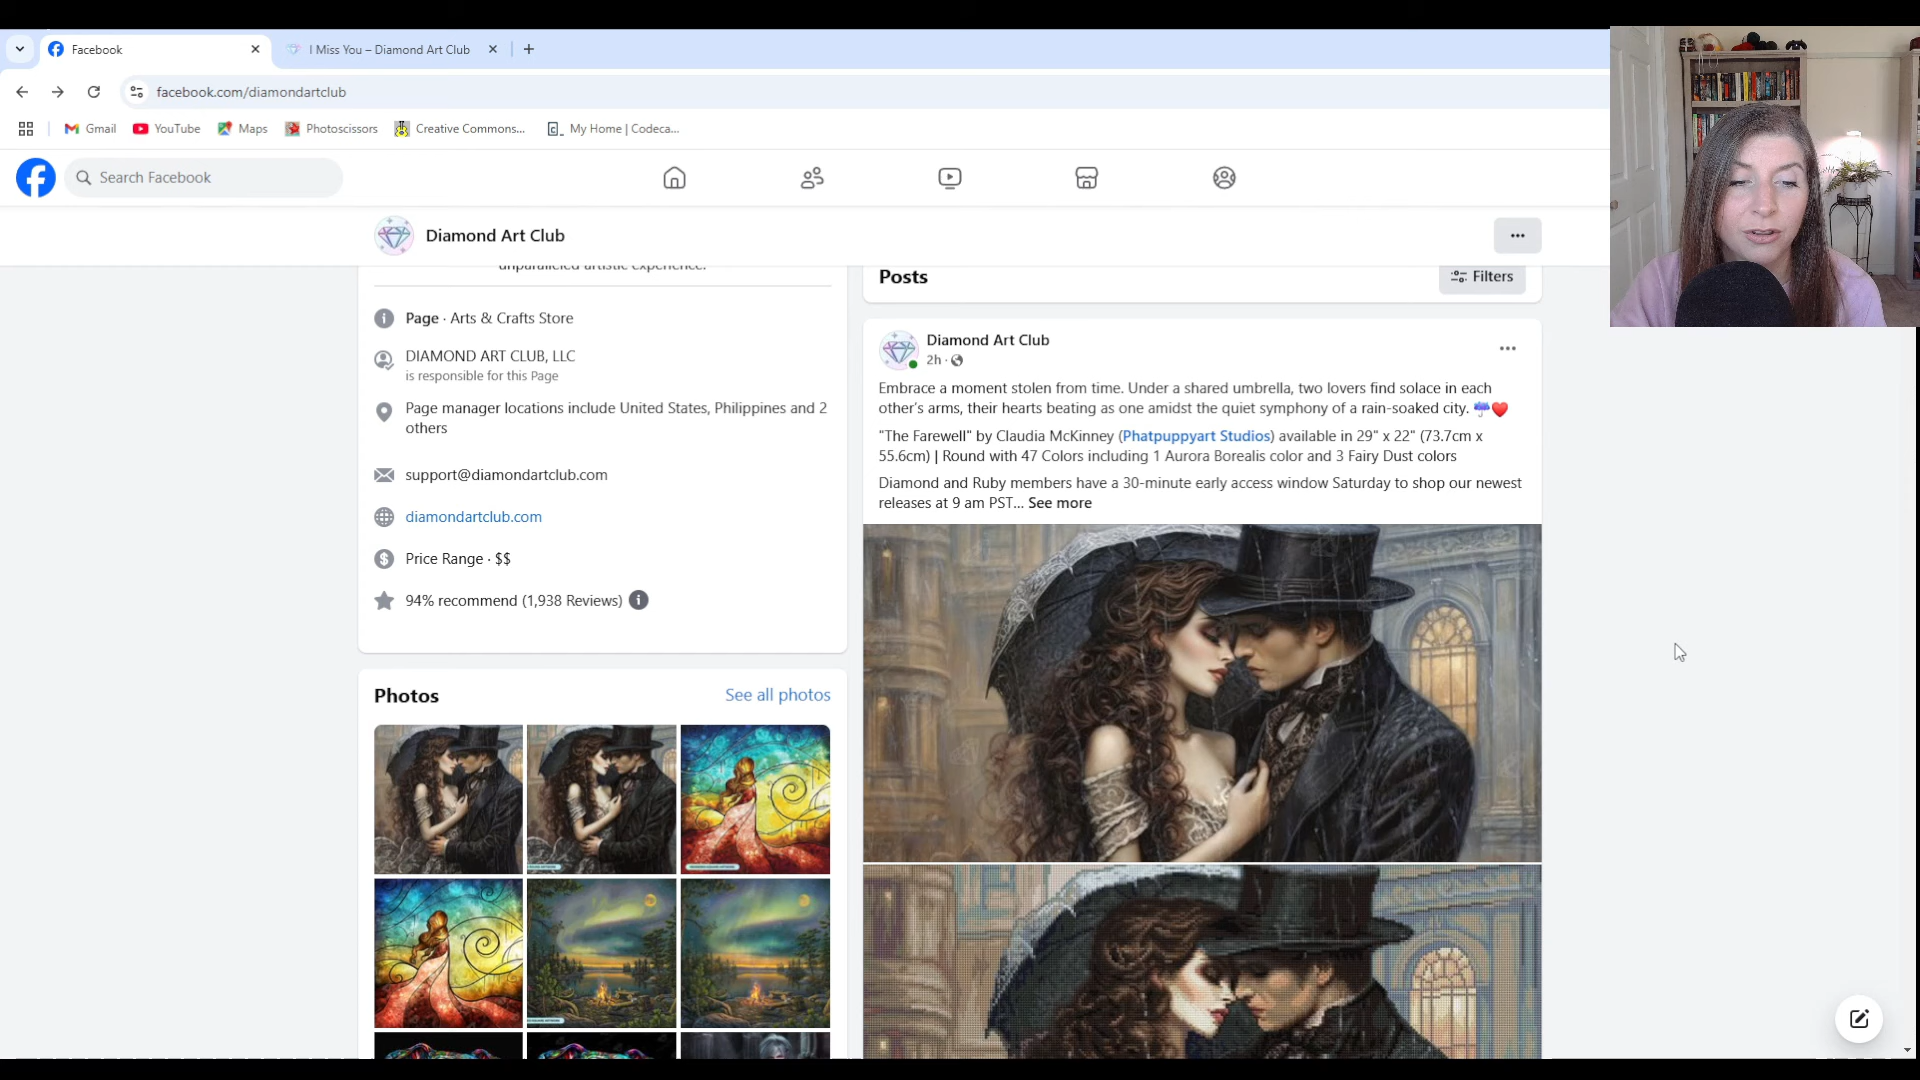 Facebook
I Miss You – Diamond Art Club
facebook.com/diamondartclub
Gmail
YouTube
Maps
Photoscissors
Creative Commons...
My Home | Codeca...
Search Facebook
Diamond Art Club
unparalleled artistic experience.
Page · Arts & Crafts Store
DIAMOND ART CLUB, LLC
is responsible for this Page
Page manager locations include United States, Philippines and 2
others
support@diamondartclub.com
diamondartclub.com
Price Range · $$
94% recommend (1,938 Reviews)
Photos
See all photos
Posts
Filters
Diamond Art Club
2h ·
Embrace a moment stolen from time. Under a shared umbrella, two lovers find solace in each
other's arms, their hearts beating as one amidst the quiet symphony of a rain-soaked city. ☔❤️
"The Farewell" by Claudia McKinney (Phatpuppyart Studios) available in 29" x 22" (73.7cm x
55.6cm) | Round with 47 Colors including 1 Aurora Borealis color and 3 Fairy Dust colors
Diamond and Ruby members have a 30-minute early access window Saturday to shop our newest
releases at 9 am PST... See more